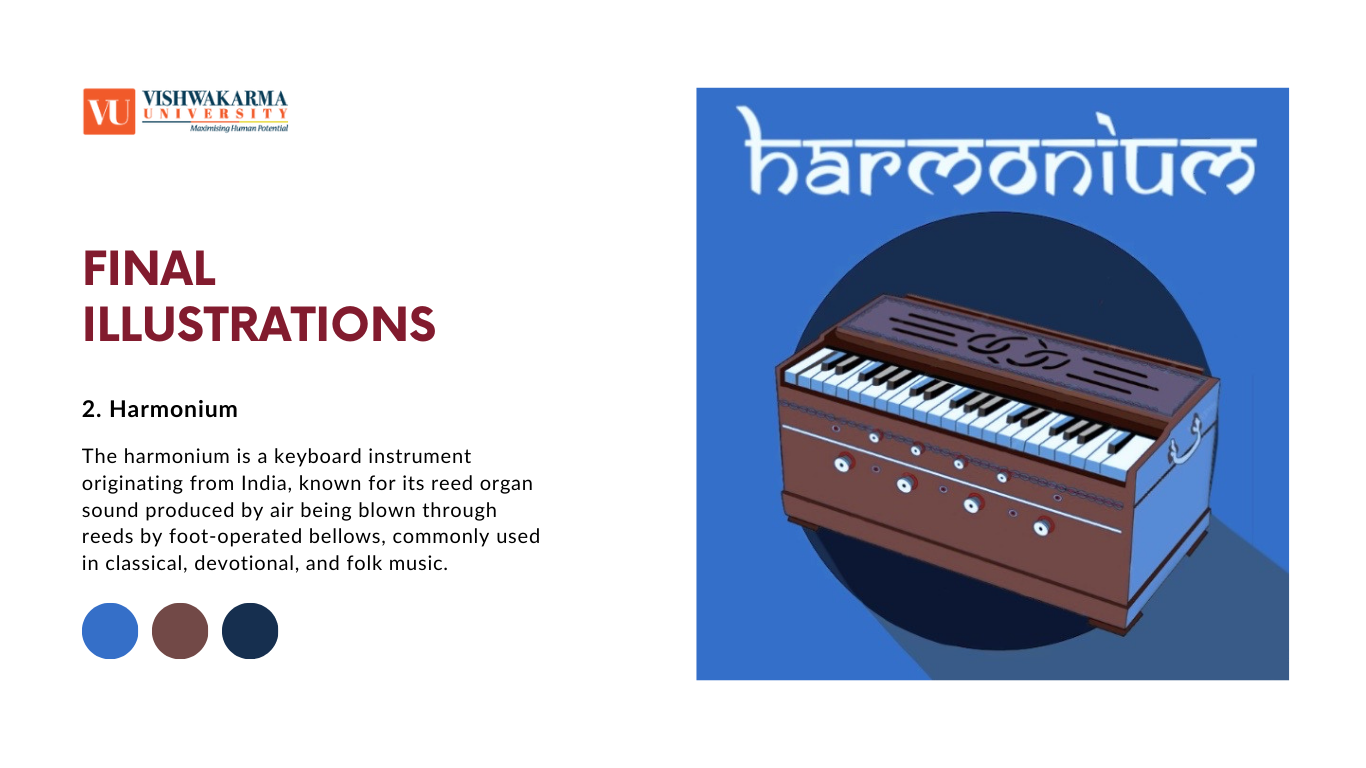 VU VISHWAKARMA
UNIVERSITY
Maximising Human Potential
FINAL
ILLUSTRATIONS
2. Harmonium
The harmonium is a keyboard instrument
originating from India, known for its reed organ
sound produced by air being blown through
reeds by foot-operated bellows, commonly used
in classical, devotional, and folk music.
harmonium